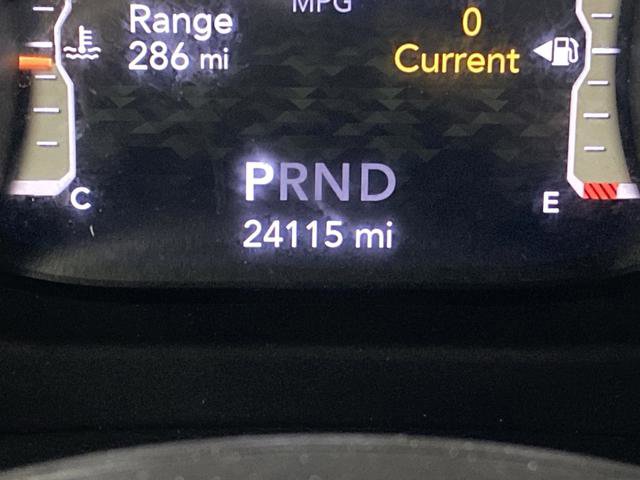 MPG
Range
286 mi
0
Current
PRND
24115 mi
C
E